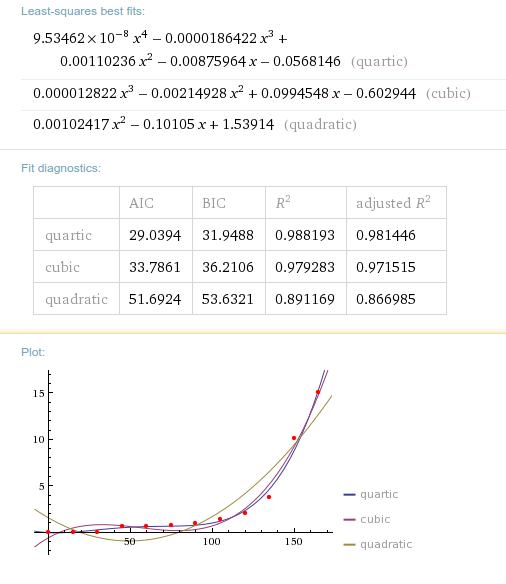 Least-squares best fits:
9.53462×10⁻⁸ x⁴ − 0.0000186422 x³ +
0.00110236 x² − 0.00875964 x − 0.0568146 (quartic)
0.000012822 x³ − 0.00214928 x² + 0.0994548 x − 0.602944 (cubic)
0.00102417 x² − 0.10105 x + 1.53914 (quadratic)
Fit diagnostics:
AIC BIC R² adjusted R²
quartic 29.0394 31.9488 0.988193 0.981446
cubic 33.7861 36.2106 0.979283 0.971515
quadratic 51.6924 53.6321 0.891169 0.866985
Plot:
15
10
5
50 100 150
quartic
cubic
quadratic